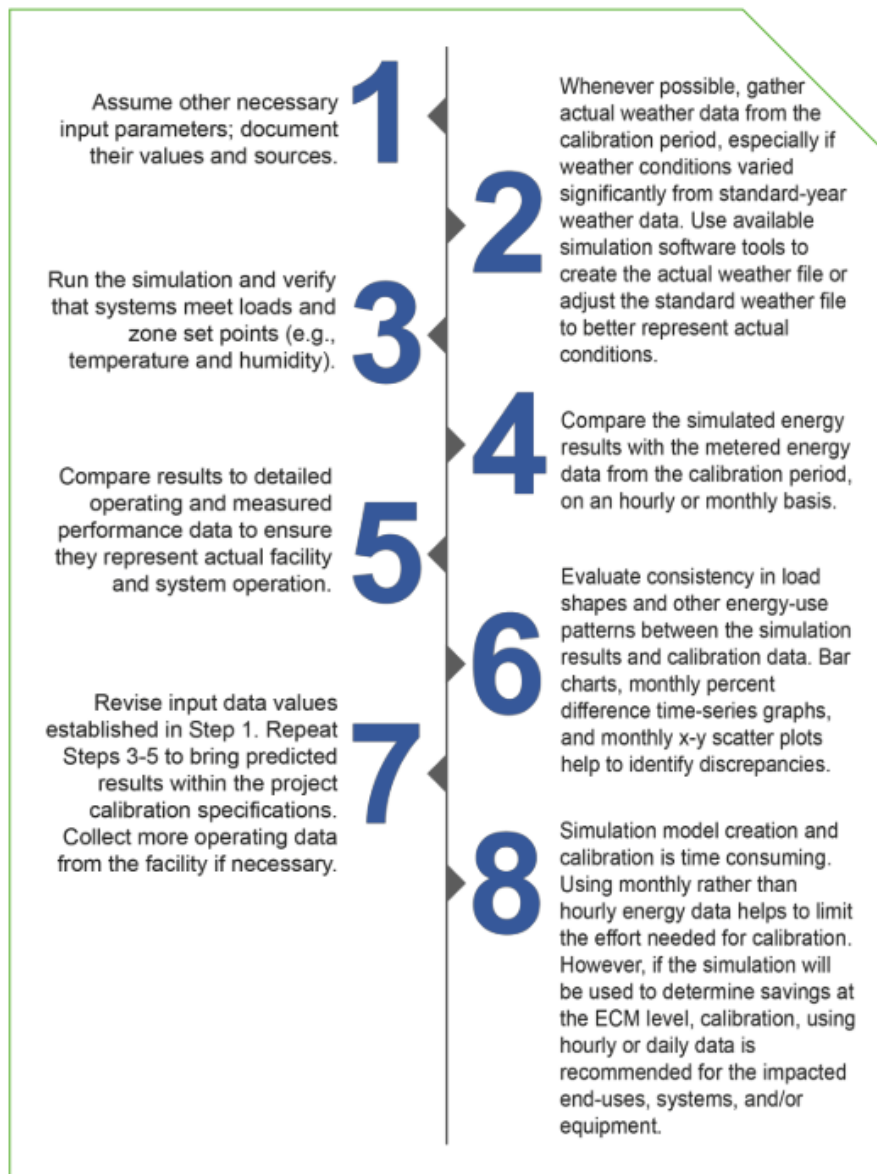 1
Assume other necessary
input parameters; document
their values and sources.
2
Whenever possible, gather
actual weather data from the
calibration period, especially if
weather conditions varied
significantly from standard-year
weather data. Use available
simulation software tools to
create the actual weather file or
adjust the standard weather file
to better represent actual
conditions.
3
Run the simulation and verify
that systems meet loads and
zone set points (e.g.,
temperature and humidity).
4
Compare the simulated energy
results with the metered energy
data from the calibration period,
on an hourly or monthly basis.
5
Compare results to detailed
operating and measured
performance data to ensure
they represent actual facility
and system operation.
6
Evaluate consistency in load
shapes and other energy-use
patterns between the simulation
results and calibration data. Bar
charts, monthly percent
difference time-series graphs,
and monthly x-y scatter plots
help to identify discrepancies.
7
Revise input data values
established in Step 1. Repeat
Steps 3-5 to bring predicted
results within the project
calibration specifications.
Collect more operating data
from the facility if necessary.
8
Simulation model creation and
calibration is time consuming.
Using monthly rather than
hourly energy data helps to limit
the effort needed for calibration.
However, if the simulation will
be used to determine savings at
the ECM level, calibration, using
hourly or daily data is
recommended for the impacted
end-uses, systems, and/or
equipment.